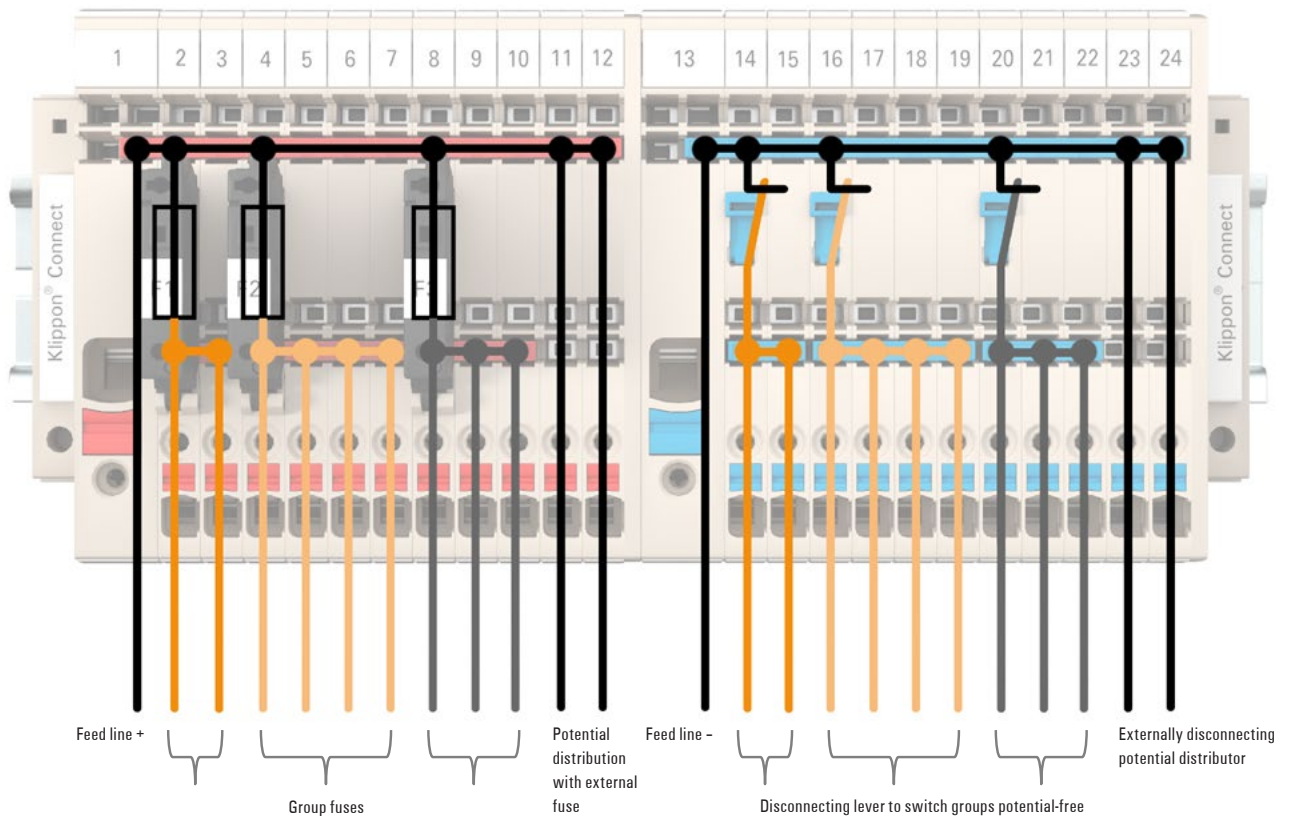 1 2 3 4 5 6 7 8 9 10 11 12 13 14 15 16 17 18 19 20 21 22 23 24
Klippon® Connect
F1
F2
F3
Klippon® Connect
Feed line +
Group fuses
Potential
distribution
with external
fuse
Feed line –
Disconnecting lever to switch groups potential-free
Externally disconnecting
potential distributor